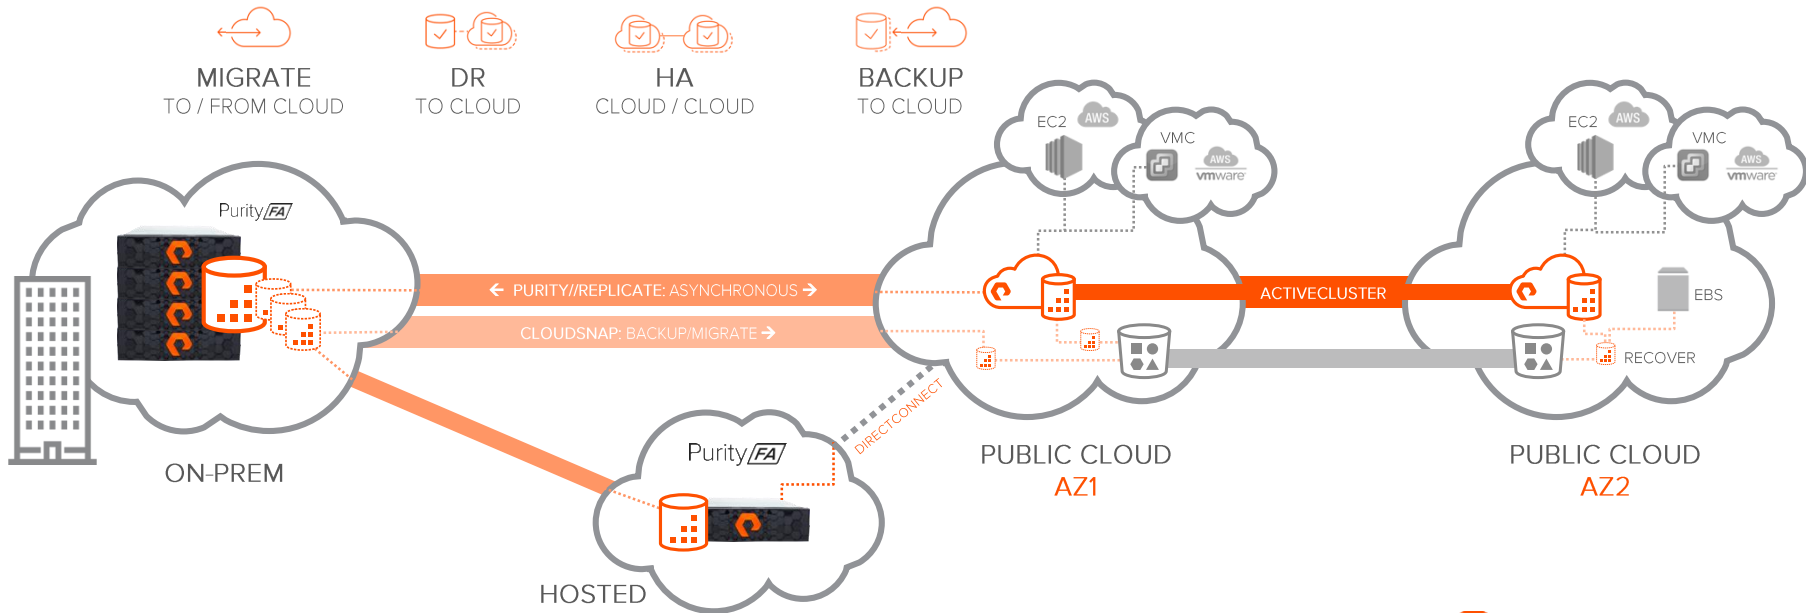 MIGRATE
TO / FROM CLOUD
DR
TO CLOUD
HA
CLOUD / CLOUD
BACKUP
TO CLOUD
EC2
AWS
VMC
AWS
vmware
EC2
AWS
VMC
AWS
vmware
Purity//FA
← PURITY//REPLICATE: ASYNCHRONOUS →
ACTIVECLUSTER
EBS
CLOUDSNAP: BACKUP/MIGRATE →
RECOVER
DIRECTCONNECT
ON-PREM
Purity//FA
PUBLIC CLOUD
AZ1
PUBLIC CLOUD
AZ2
HOSTED